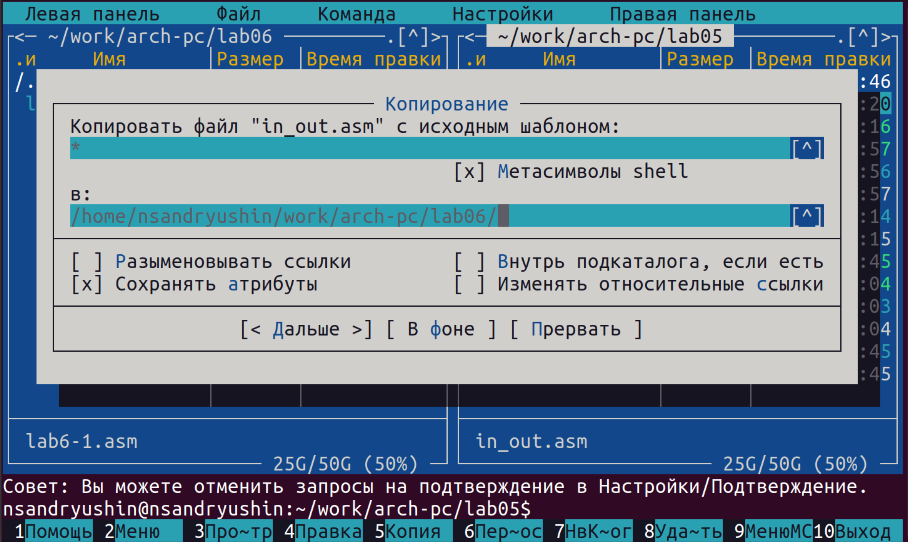 Левая панель Файл Команда Настройки Правая панель
<─ ~/work/arch-pc/lab06 ─.[^]> <─ ~/work/arch-pc/lab05 ─.[^]>
.и Имя Размер Время правки .и Имя Размер Время правки
/. :46
l :20
Копирование
Копировать файл "in_out.asm" с исходным шаблоном: :16
* [^] :57
[x] Метасимволы shell :56
в: :57
/home/nsandryushin/work/arch-pc/lab06/ [^] :14
:15
[ ] Разыменовывать ссылки [ ] Внутрь подкаталога, если есть :45
[x] Сохранять атрибуты [ ] Изменять относительные ссылки :04
:03
[< Дальше >] [ В фоне ] [ Прервать ] :04
:45
:45
lab6-1.asm in_out.asm
25G/50G (50%) 25G/50G (50%)
Совет: Вы можете отменить запросы на подтверждение в Настройки/Подтверждение.
nsandryushin@nsandryushin:~/work/arch-pc/lab05$
1Помощь 2Меню 3Про~тр 4Правка 5Копия 6Пер~ос 7НвК~ог 8Уда~ть 9МенюMC 10Выход